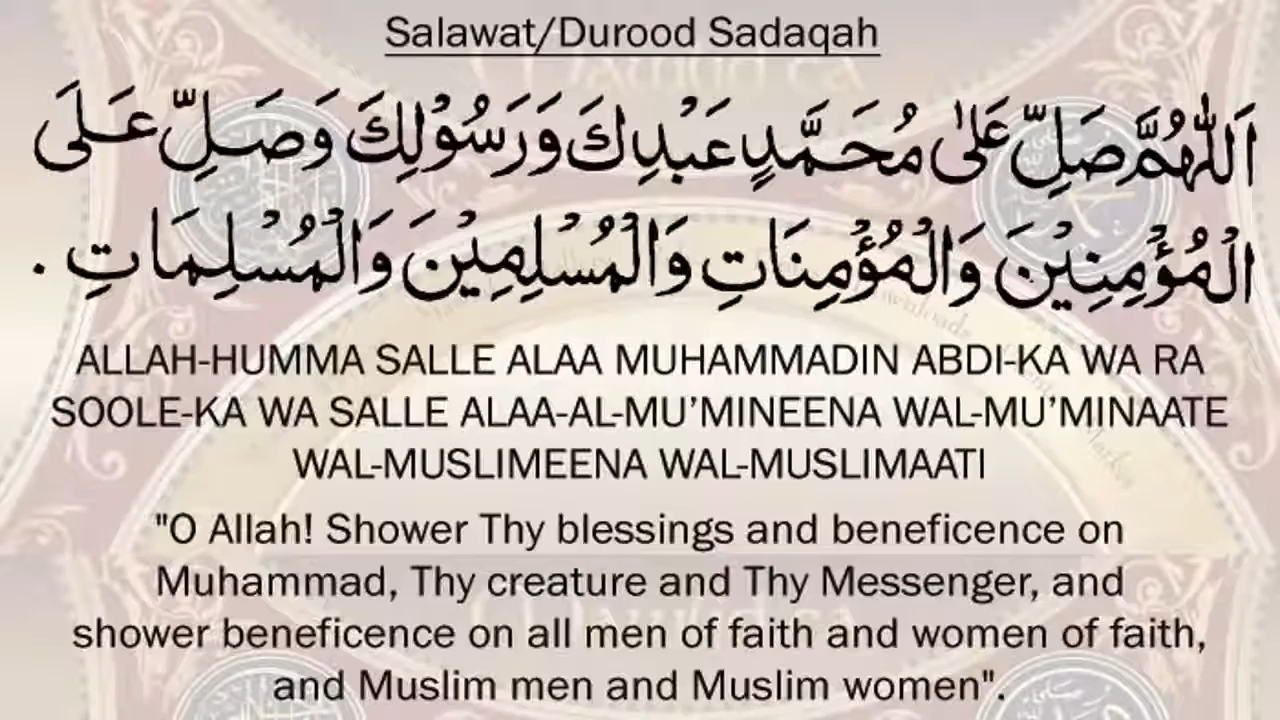 Salawat/Durood Sadaqah
اَللّٰهُمَّ صَلِّ عَلٰى مُحَمَّدٍ عَبْدِكَ وَرَسُوْلِكَ وَصَلِّ عَلَى
الْمُؤْمِنِيْنَ وَالْمُؤْمِنَاتِ وَالْمُسْلِمِيْنَ وَالْمُسْلِمَاتِ .
ALLAH-HUMMA SALLE ALAA MUHAMMADIN ABDI-KA WA RA
SOOLE-KA WA SALLE ALAA-AL-MU’MINEENA WAL-MU’MINAATE
WAL-MUSLIMEENA WAL-MUSLIMAATI
"O Allah! Shower Thy blessings and beneficence on
Muhammad, Thy creature and Thy Messenger, and
shower beneficence on all men of faith and women of faith,
and Muslim men and Muslim women".